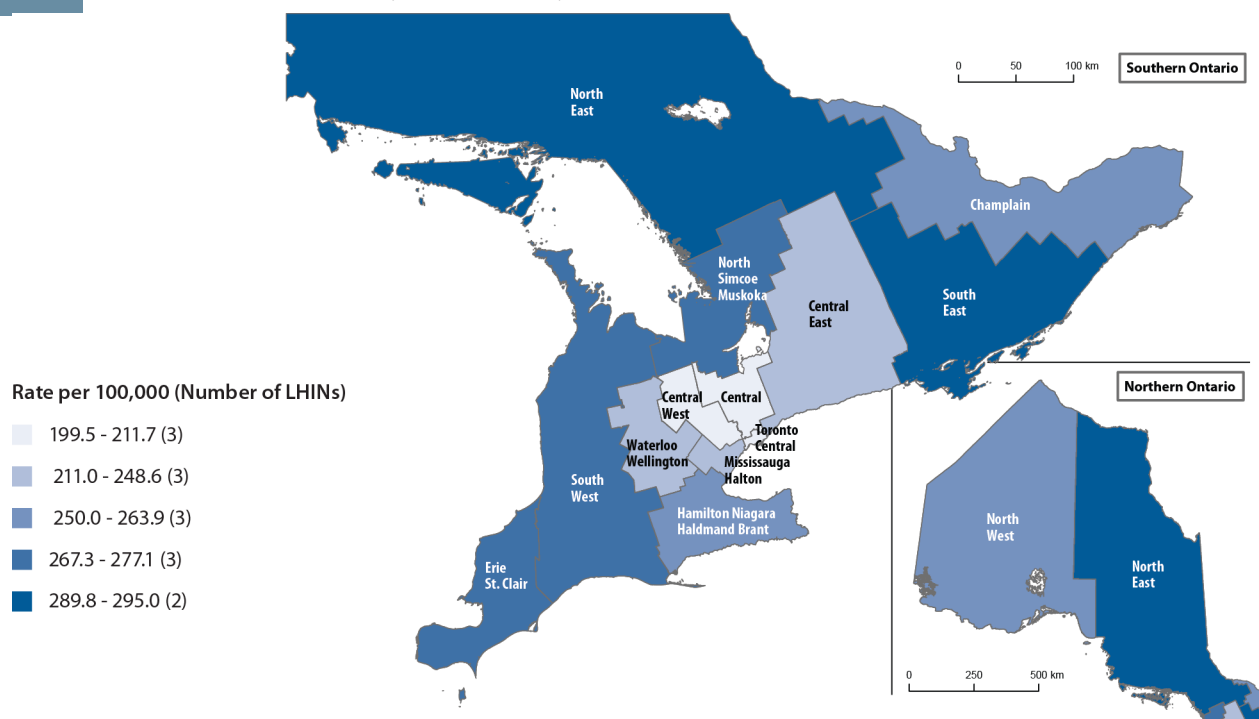 0 50 100 km
Southern Ontario
North
East
Champlain
North
Simcoe
Muskoka
Central
East
South
East
Rate per 100,000 (Number of LHINs)
199.5 - 211.7 (3)
211.0 - 248.6 (3)
250.0 - 263.9 (3)
267.3 - 277.1 (3)
289.8 - 295.0 (2)
Central
West
Central
Toronto
Central
Waterloo
Wellington
Mississauga
Halton
South
West
Hamilton Niagara
Haldmand Brant
Erie
St. Clair
Northern Ontario
North
West
North
East
0 250 500 km